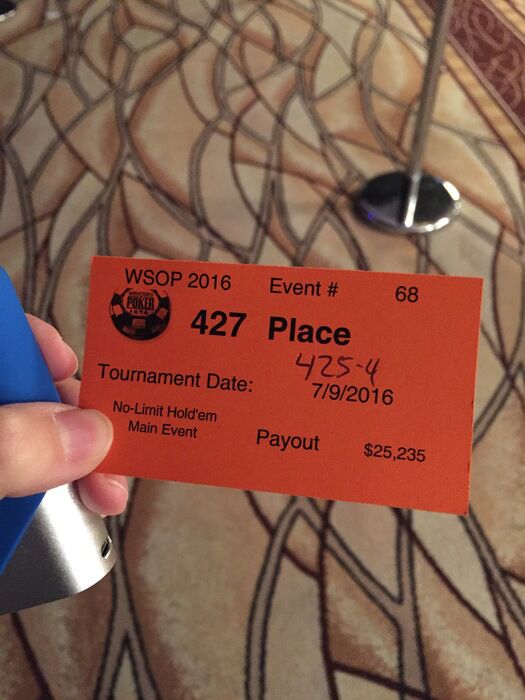 WSOP 2016 Event # 68
POKER
427 Place
425-4
Tournament Date: 7/9/2016
No-Limit Hold'em
Main Event
Payout $25,235